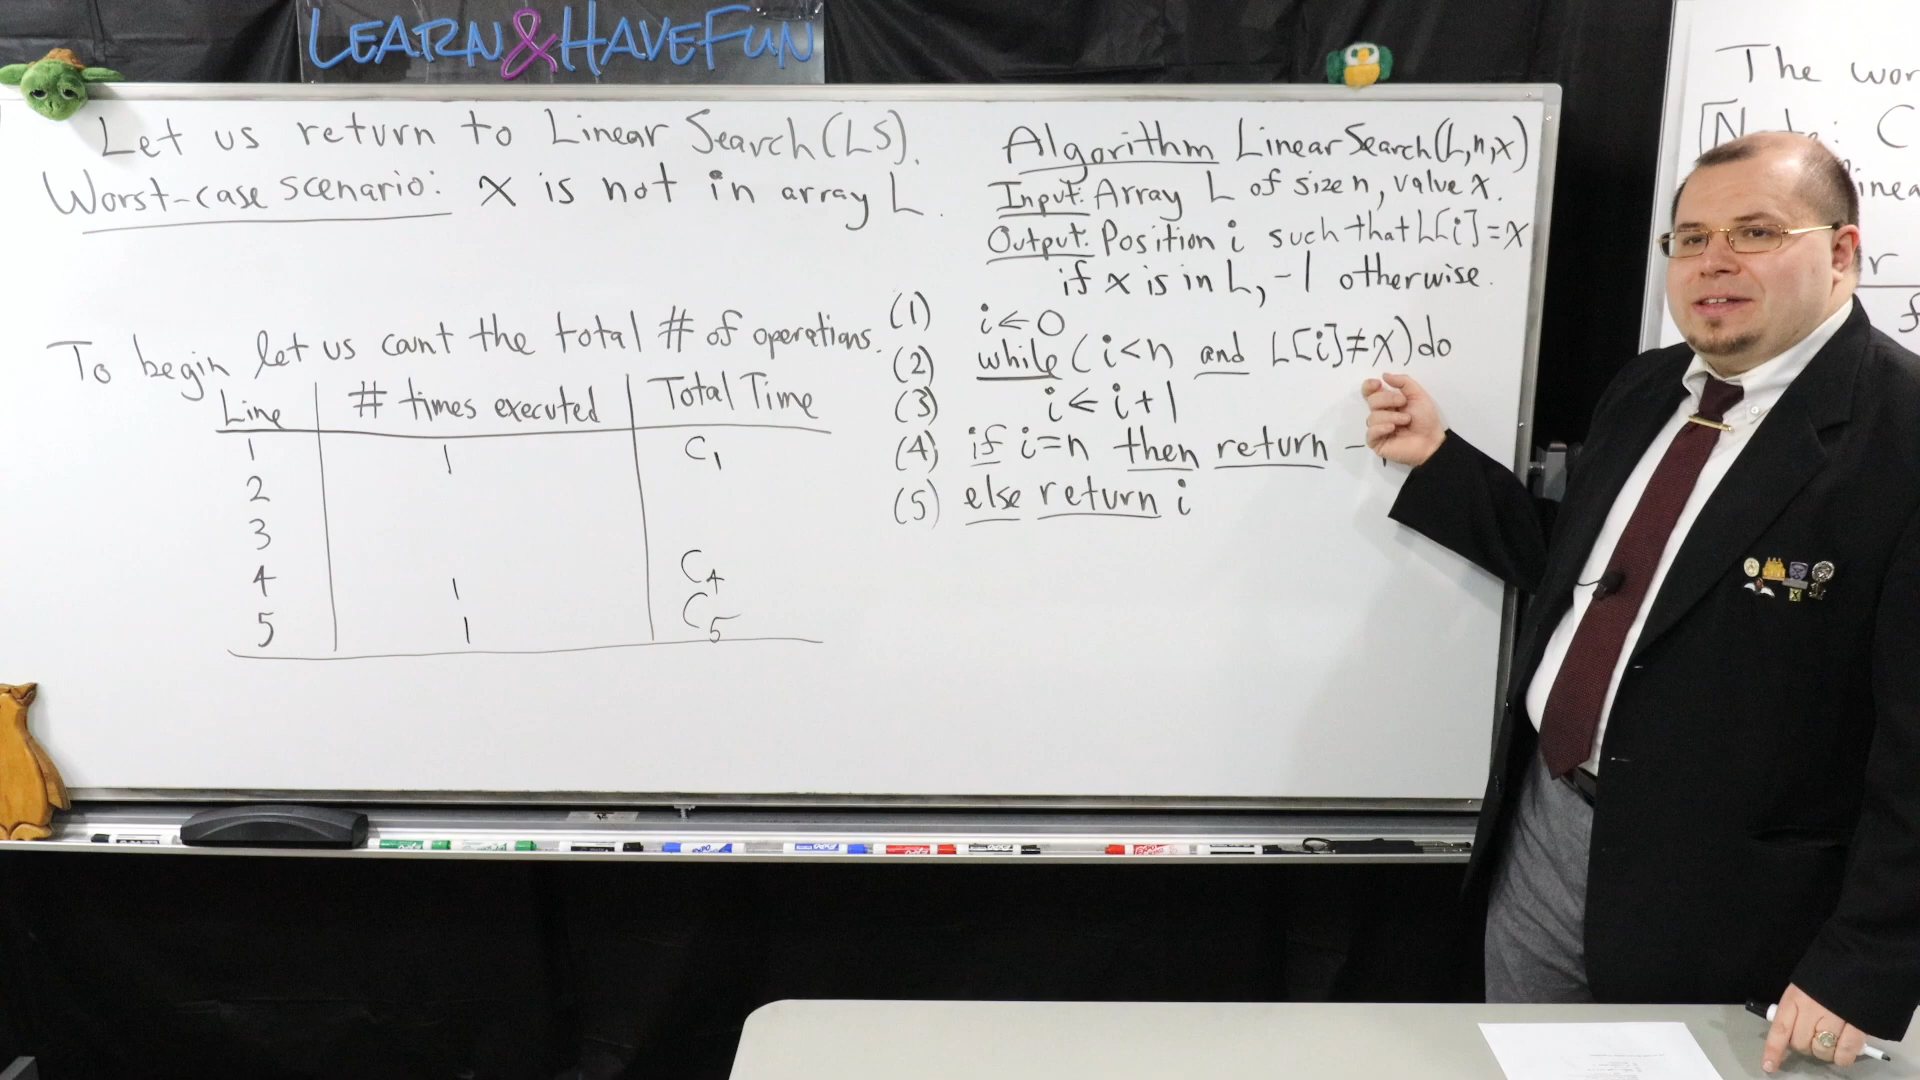 LEARN&HAVEFUN
Let us return to Linear Search(LS).
Worst-case scenario: x is not in array L.
To begin let us count the total # of operations.
Line # times executed Total Time
1 1 C1
2
3
4 1 C4
5 1 C5
Algorithm LinearSearch(L,n,x)
Input: Array L of size n, value x.
Output: Position i such that L[i]=x
if x is in L, -1 otherwise.
(1) i←0
(2) while (i<n and L[i]≠x) do
(3) i←i+1
(4) if i=n then return -1
(5) else return i
The wor
C
inea
r
f